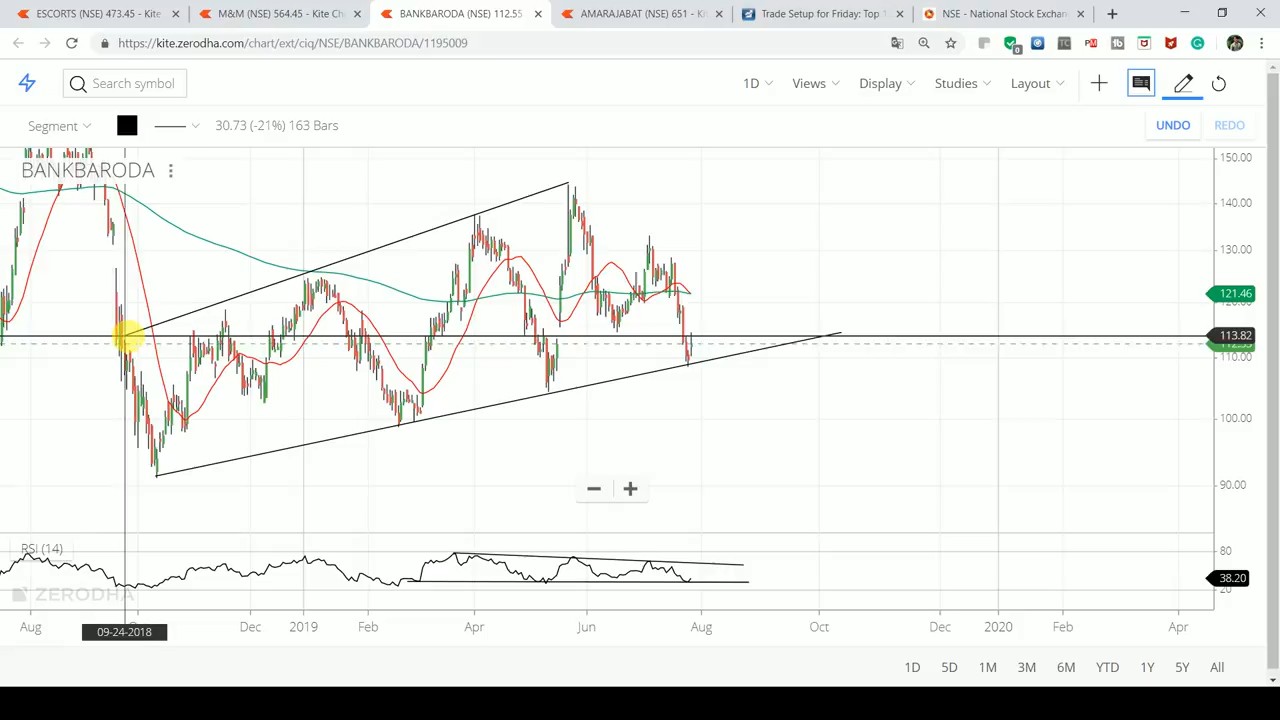 ESCORTS (NSE) 473.45 - Kite
M&M (NSE) 564.45 - Kite Ch
BANKBARODA (NSE) 112.55
AMARAJABAT (NSE) 651 - K
Trade Setup for Friday: Top 1
NSE - National Stock Exchan
https://kite.zerodha.com/chart/ext/ciq/NSE/BANKBARODA/1195009
Search symbol
1D
Views
Display
Studies
Layout
Segment
30.73 (-21%) 163 Bars
UNDO
REDO
BANKBARODA
150.00
140.00
130.00
121.46
113.82
110.00
100.00
90.00
RSI (14)
80
38.20
20
ZERODHA
Aug
09-24-2018
Dec
2019
Feb
Apr
Jun
Aug
Oct
Dec
2020
Feb
Apr
1D
5D
1M
3M
6M
YTD
1Y
5Y
All